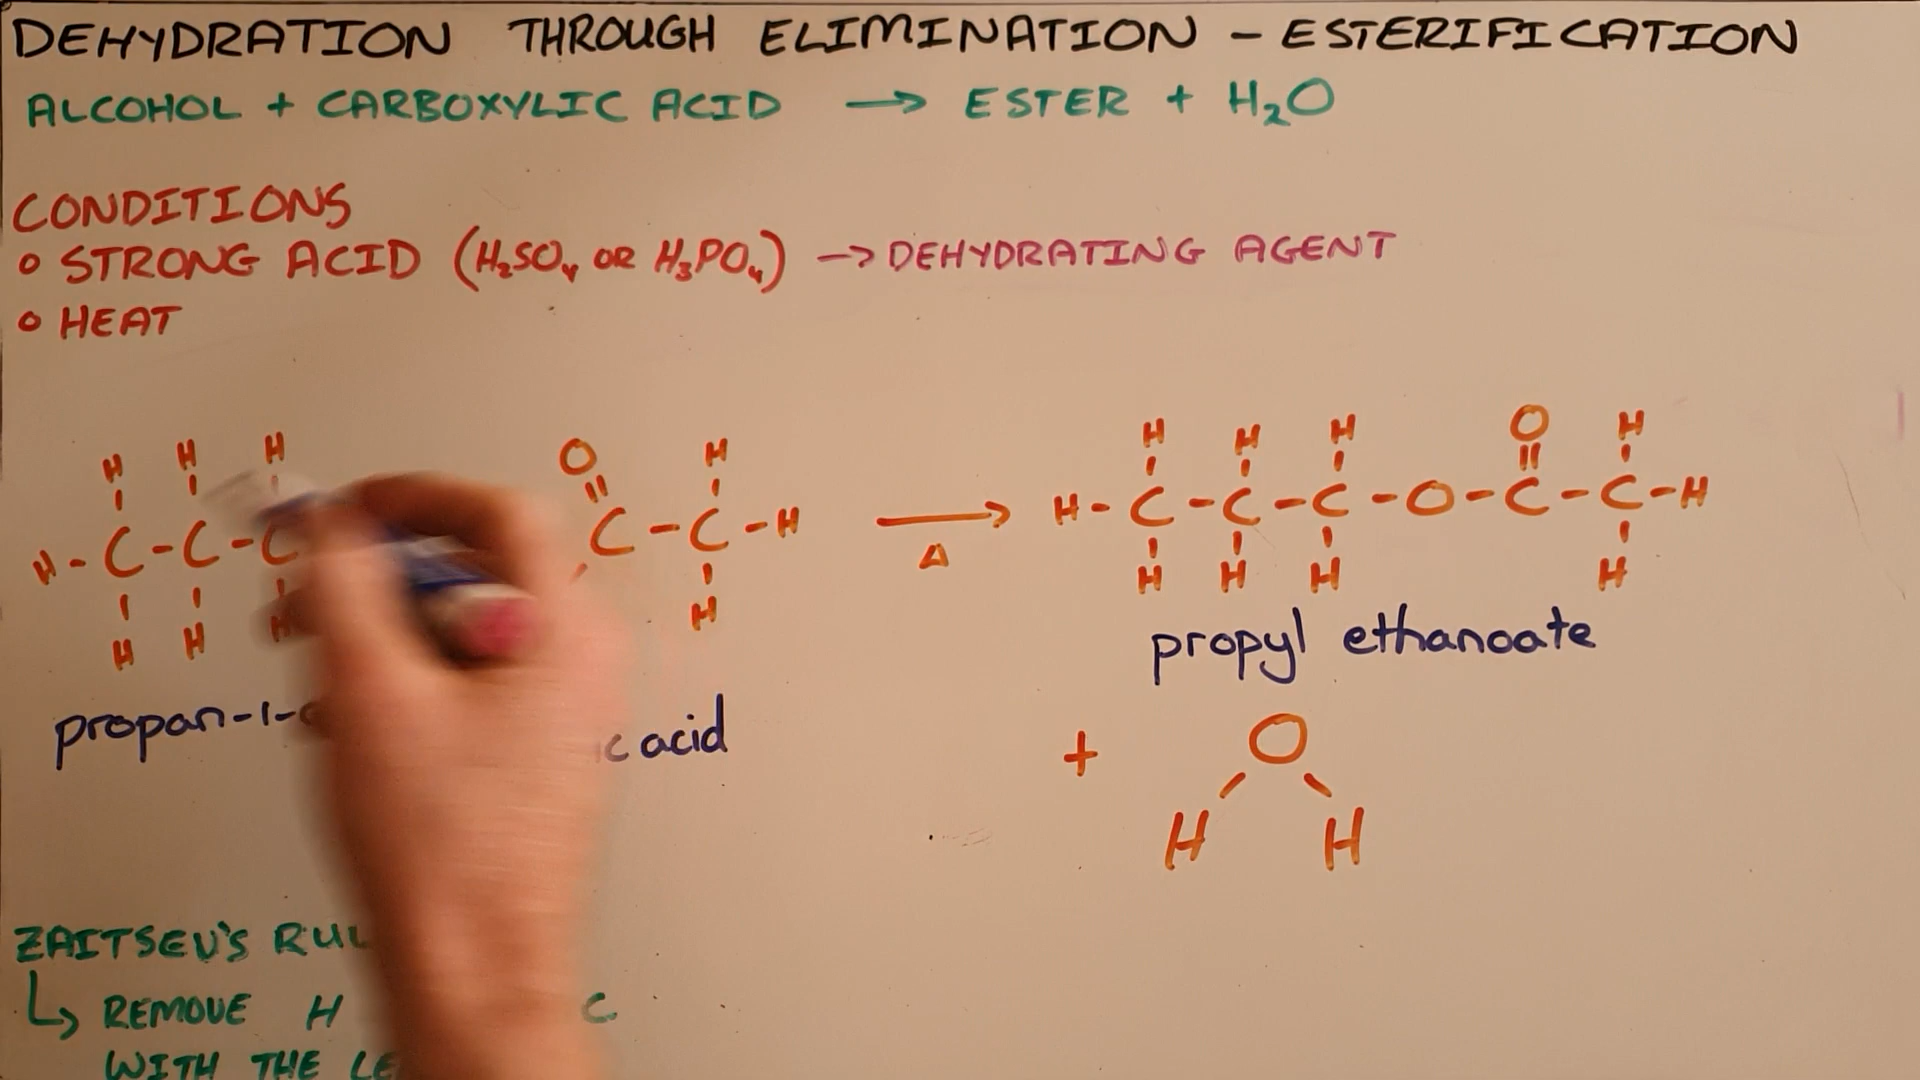 DEHYDRATION THROUGH ELIMINATION - ESTERIFICATION
ALCOHOL + CARBOXYLIC ACID → ESTER + H₂O
CONDITIONS
o STRONG ACID (H₂SO₄ OR H₃PO₄) → DEHYDRATING AGENT
o HEAT
H H H
H-C-C-C
H H H
O H
C-C-H
H
→
Δ
H H H O H
H-C-C-C-O-C-C-H
H H H H
propyl ethanoate
propan-1-
acid
+ O
H H
ZAITSEV'S
REMOVE H C
WITH THE